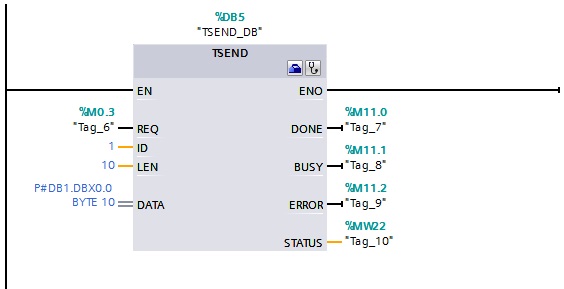 %DB5
"TSEND_DB"
TSEND
EN
ENO
%M0.3
"Tag_6"
REQ
1
ID
10
LEN
P#DB1.DBX0.0
BYTE 10
DATA
%M11.0
DONE
"Tag_7"
%M11.1
BUSY
"Tag_8"
%M11.2
ERROR
"Tag_9"
%MW22
STATUS
"Tag_10"